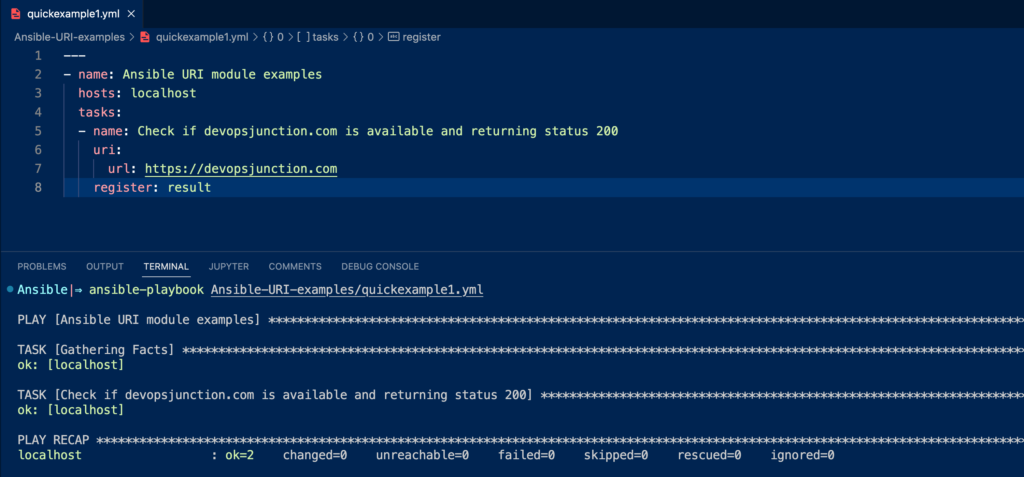 quickexample1.yml ×
Ansible-URI-examples > quickexample1.yml > {} 0 > [ ] tasks > {} 0 > register
1 ---
2 - name: Ansible URI module examples
3 hosts: localhost
4 tasks:
5 - name: Check if devopsjunction.com is available and returning status 200
6 uri:
7 url: https://devopsjunction.com
8 register: result
PROBLEMS OUTPUT TERMINAL JUPYTER COMMENTS DEBUG CONSOLE
Ansible|⇒ ansible-playbook Ansible-URI-examples/quickexample1.yml
PLAY [Ansible URI module examples] ****************************************************************************************************
TASK [Gathering Facts] ****************************************************************************************************************
ok: [localhost]
TASK [Check if devopsjunction.com is available and returning status 200] **************************************************************
ok: [localhost]
PLAY RECAP ****************************************************************************************************************************
localhost : ok=2 changed=0 unreachable=0 failed=0 skipped=0 rescued=0 ignored=0